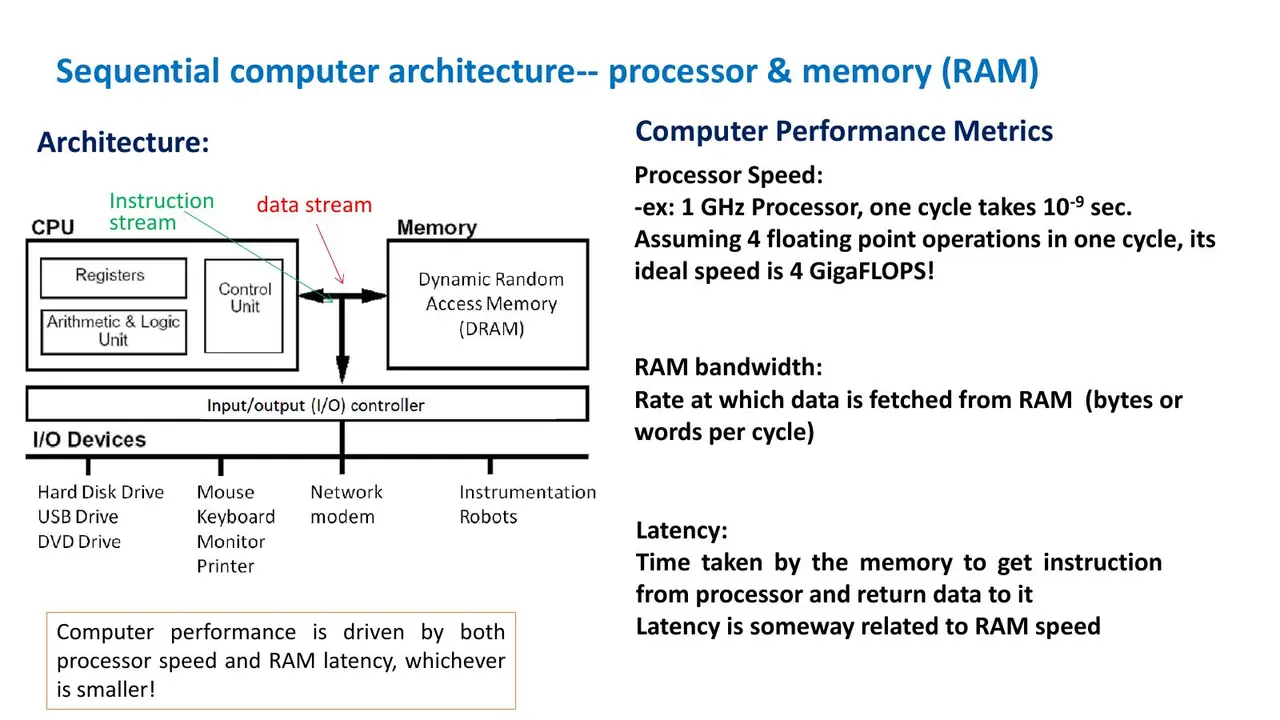 Sequential computer architecture-- processor & memory (RAM)
Architecture:
Instruction
stream
data stream
CPU
Memory
Registers
Arithmetic & Logic
Unit
Control
Unit
Dynamic Random
Access Memory
(DRAM)
Input/output (I/O) controller
I/O Devices
Hard Disk Drive
USB Drive
DVD Drive
Mouse
Keyboard
Monitor
Printer
Network
modem
Instrumentation
Robots
Computer performance is driven by both
processor speed and RAM latency, whichever
is smaller!
Computer Performance Metrics
Processor Speed:
-ex: 1 GHz Processor, one cycle takes 10⁻⁹ sec.
Assuming 4 floating point operations in one cycle, its
ideal speed is 4 GigaFLOPS!
RAM bandwidth:
Rate at which data is fetched from RAM (bytes or
words per cycle)
Latency:
Time taken by the memory to get instruction
from processor and return data to it
Latency is someway related to RAM speed